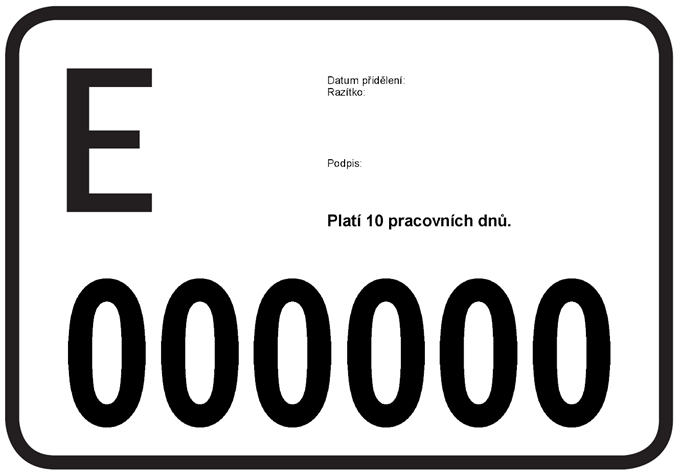 E
Datum přidělení:
Razítko:
Podpis:
Platí 10 pracovních dnů.
000000